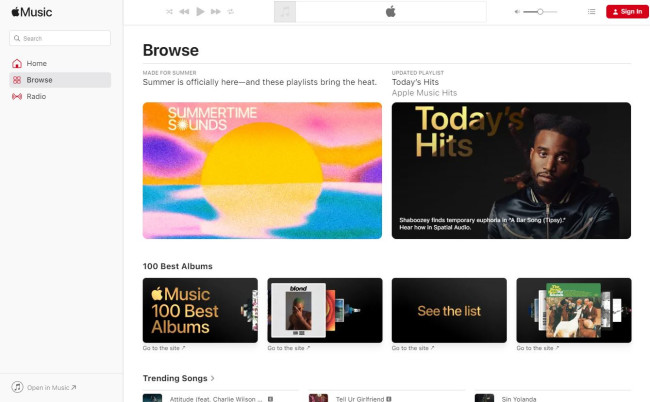 Music
Sign In
Search
Home
Browse
Radio
Browse
MADE FOR SUMMER
Summer is officially here—and these playlists bring the heat.
UPDATED PLAYLIST
Today's Hits
Apple Music Hits
SUMMERTIME
SOUNDS
Today's
Hits
Shaboozey finds temporary euphoria in "A Bar Song (Tipsy)."
Hear how in Spatial Audio.
100 Best Albums
Music
100 Best
Albums
blond
See the list
Go to the site ↗
Go to the site ↗
Go to the site ↗
Go to the site ↗
Trending Songs >
Open in Music ↗
Attitude (feat. Charlie Wilson ...
Tell Ur Girlfriend
Sin Yolanda